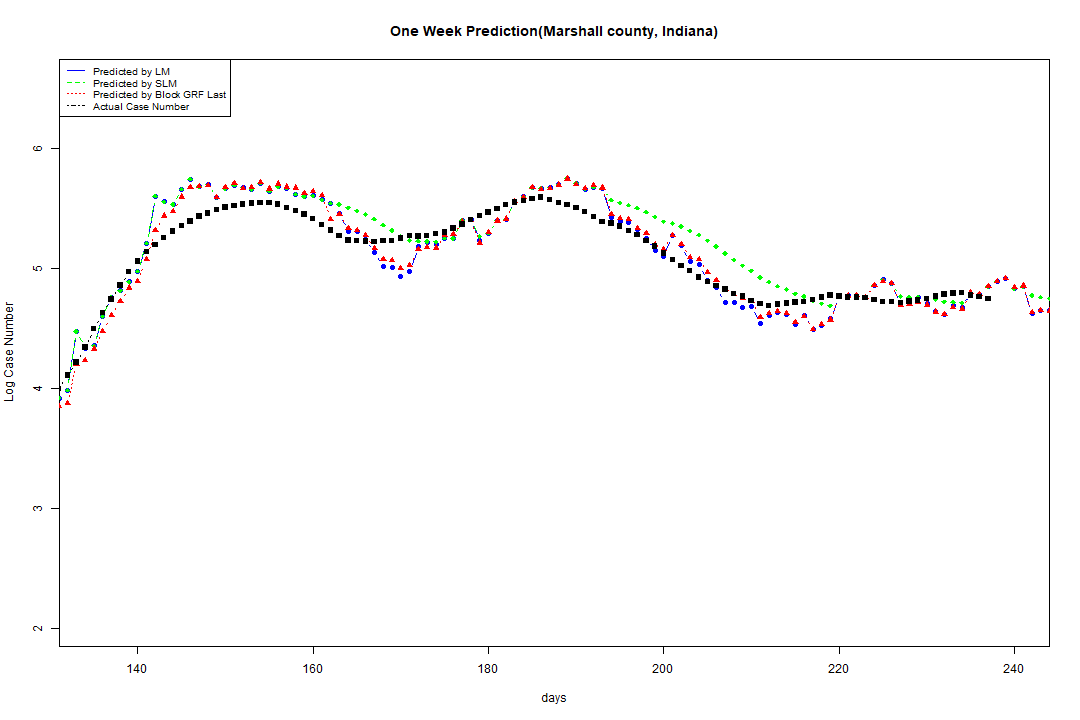 One Week Prediction(Marshall county, Indiana)
Predicted by LM
Predicted by SLM
Predicted by Block GRF Last
Actual Case Number
Log Case Number
6
5
4
3
2
140 160 180 200 220 240
days